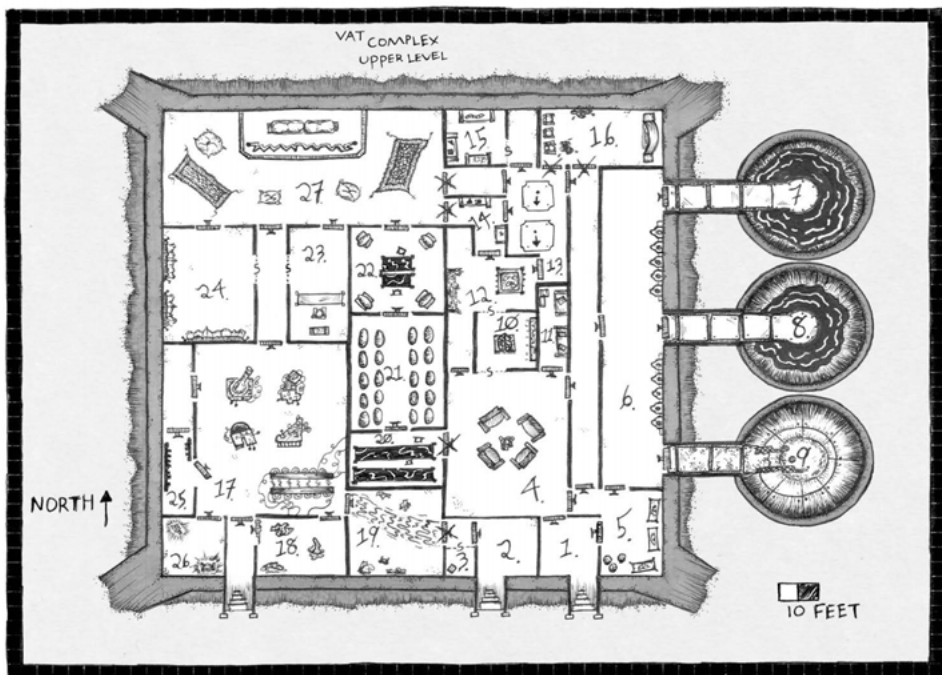 VAT COMPLEX
UPPER LEVEL
15.
16.
7.
27
14.
22.
23.
24.
12
13.
8.
10.
11.
21.
6.
9
20.
4.
NORTH
17
25.
5.
26.
18.
19.
3.
2.
1.
10 FEET
S
S
S
S
S
S